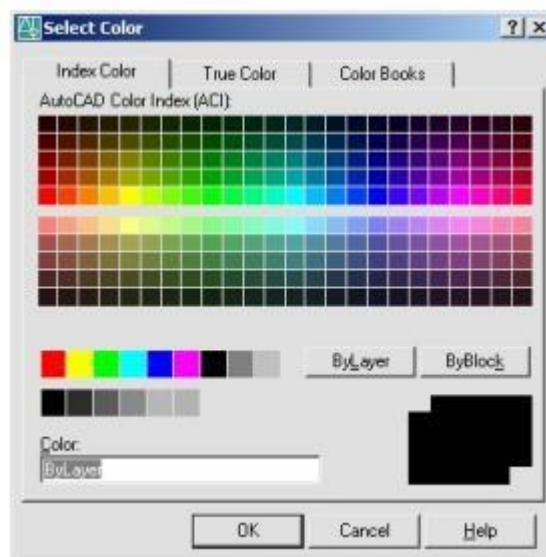 Select Color
Index Color True Color Color Books
AutoCAD Color Index (ACI):
ByLayer ByBlock
Color:
ByLayer
OK Cancel Help